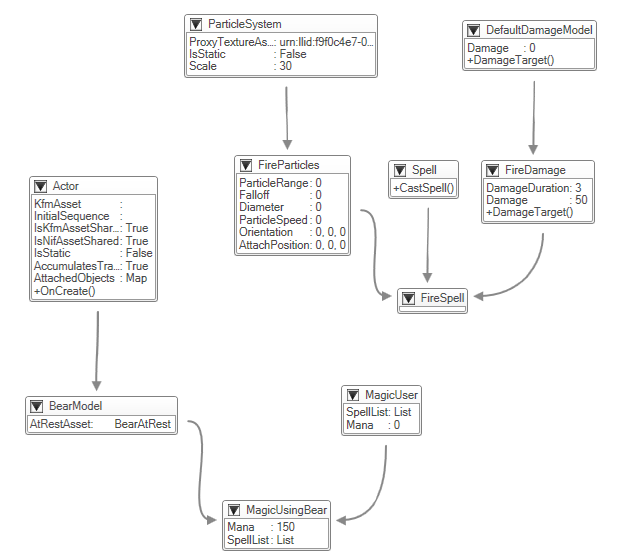 ParticleSystem
ProxyTextureAs...: urn:llid:f9f0c4e7-0...
IsStatic : False
Scale : 30
DefaultDamageModel
Damage : 0
+DamageTarget()
Actor
KfmAsset :
InitialSequence :
IsKfmAssetShar...: True
IsNifAssetShared: True
IsStatic : False
AccumulatesTra...: True
AttachedObjects : Map
+OnCreate()
FireParticles
ParticleRange: 0
Falloff : 0
Diameter : 0
ParticleSpeed: 0
Orientation : 0, 0, 0
AttachPosition: 0, 0, 0
Spell
+CastSpell()
FireDamage
DamageDuration: 3
Damage : 50
+DamageTarget()
FireSpell
BearModel
AtRestAsset: BearAtRest
MagicUser
SpellList: List
Mana : 0
MagicUsingBear
Mana : 150
SpellList: List